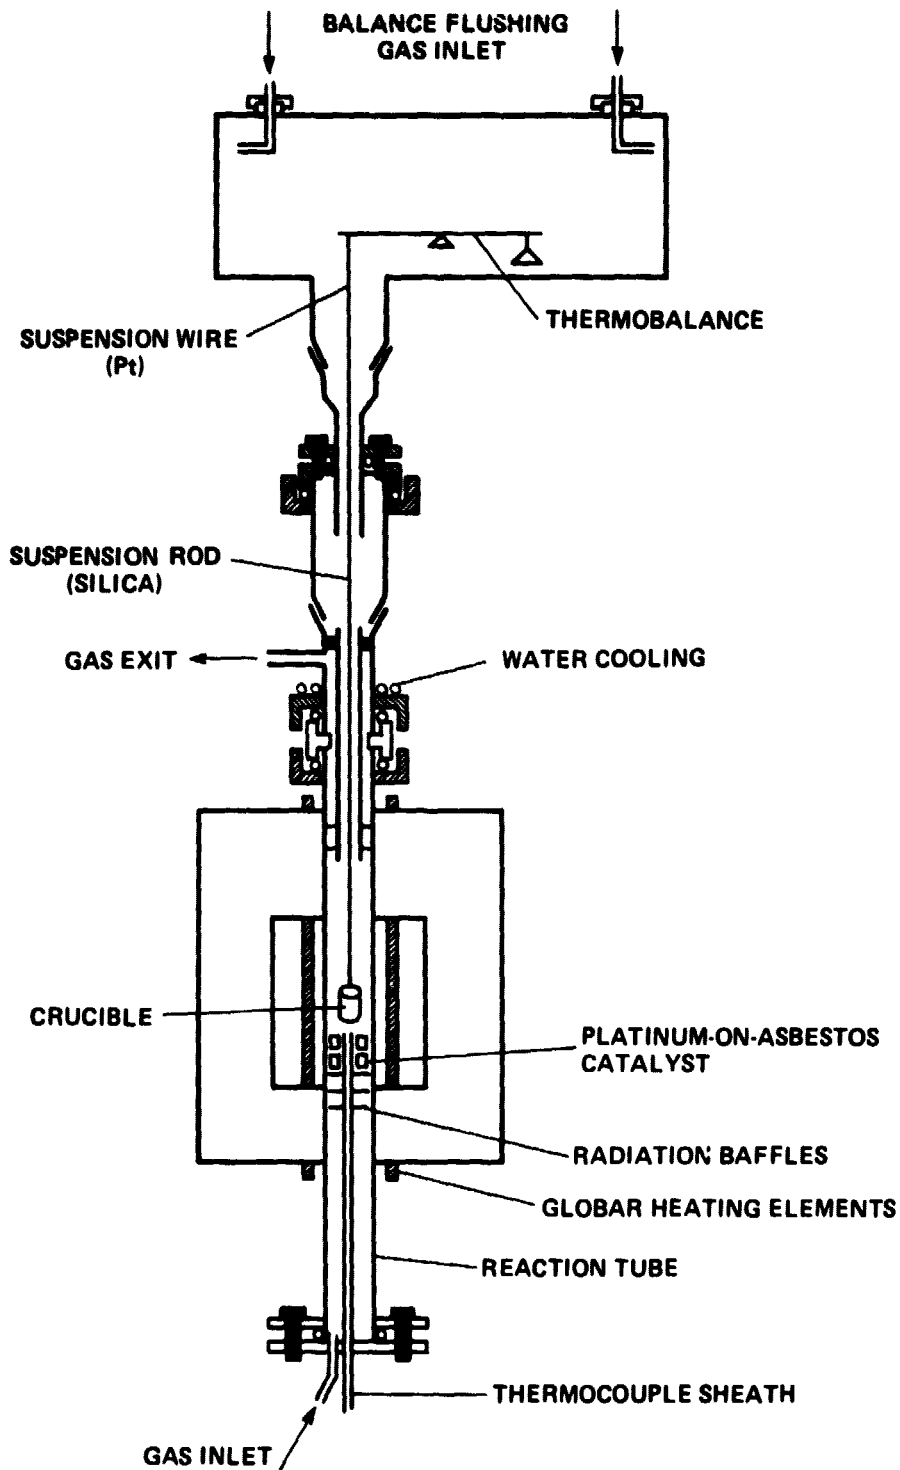 BALANCE FLUSHING
GAS INLET
THERMOBALANCE
SUSPENSION WIRE
(Pt)
SUSPENSION ROD
(SILICA)
GAS EXIT
WATER COOLING
CRUCIBLE
PLATINUM-ON-ASBESTOS
CATALYST
RADIATION BAFFLES
GLOBAR HEATING ELEMENTS
REACTION TUBE
THERMOCOUPLE SHEATH
GAS INLET